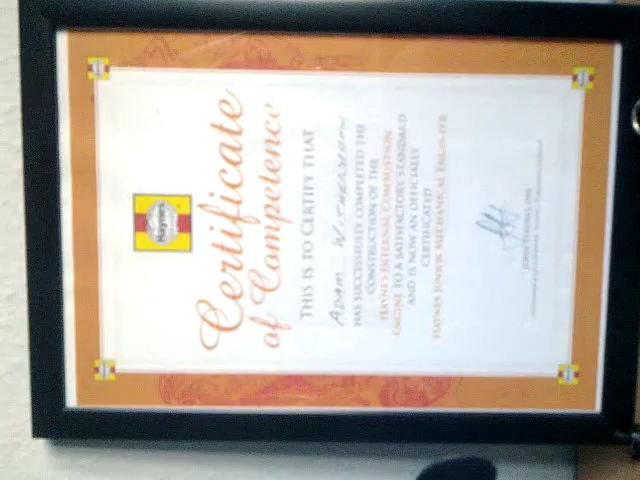 Haynes
Certificate
of Competence
THIS IS TO CERTIFY THAT
ADAM WITHERSPOON
HAS SUCCESSFULLY COMPLETED THE
CONSTRUCTION OF THE
HAYNES INTERNAL COMBUSTION
ENGINE TO A SATISFACTORY STANDARD
AND IS NOW AN OFFICIALLY
CERTIFICATED
HAYNES JUNIOR MECHANICAL ENGINEER
JOHN HAYNES OBE